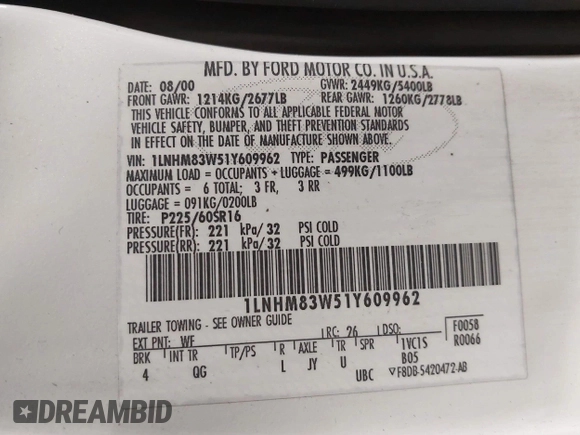 MFD. BY FORD MOTOR CO. IN U.S.A.
DATE: 08/00 GVWR: 2449KG/5400LB
FRONT GAWR: 1214KG/2677LB REAR GAWR: 1260KG/2778LB
THIS VEHICLE CONFORMS TO ALL APPLICABLE FEDERAL MOTOR
VEHICLE SAFETY, BUMPER, AND THEFT PREVENTION STANDARDS
IN EFFECT ON THE DATE OF MANUFACTURE SHOWN ABOVE.
VIN: 1LNHM83W51Y609962 TYPE: PASSENGER
MAXIMUM LOAD = OCCUPANTS + LUGGAGE = 499KG/1100LB
OCCUPANTS = 6 TOTAL; 3 FR, 3 RR
LUGGAGE = 091KG/0200LB
TIRE: P225/60SR16
PRESSURE(FR): 221 kPa/32 PSI COLD
PRESSURE(RR): 221 kPa/32 PSI COLD
1LNHM83W51Y609962
TRAILER TOWING - SEE OWNER GUIDE
EXT PNT: WF RC: 26 DSO: F0058
BRK INT TR TP/PS R AXLE TR SPR 1VC1S R0066
4 QG L JY U UBC B05
F8DB-5420472-AB
DREAMBID